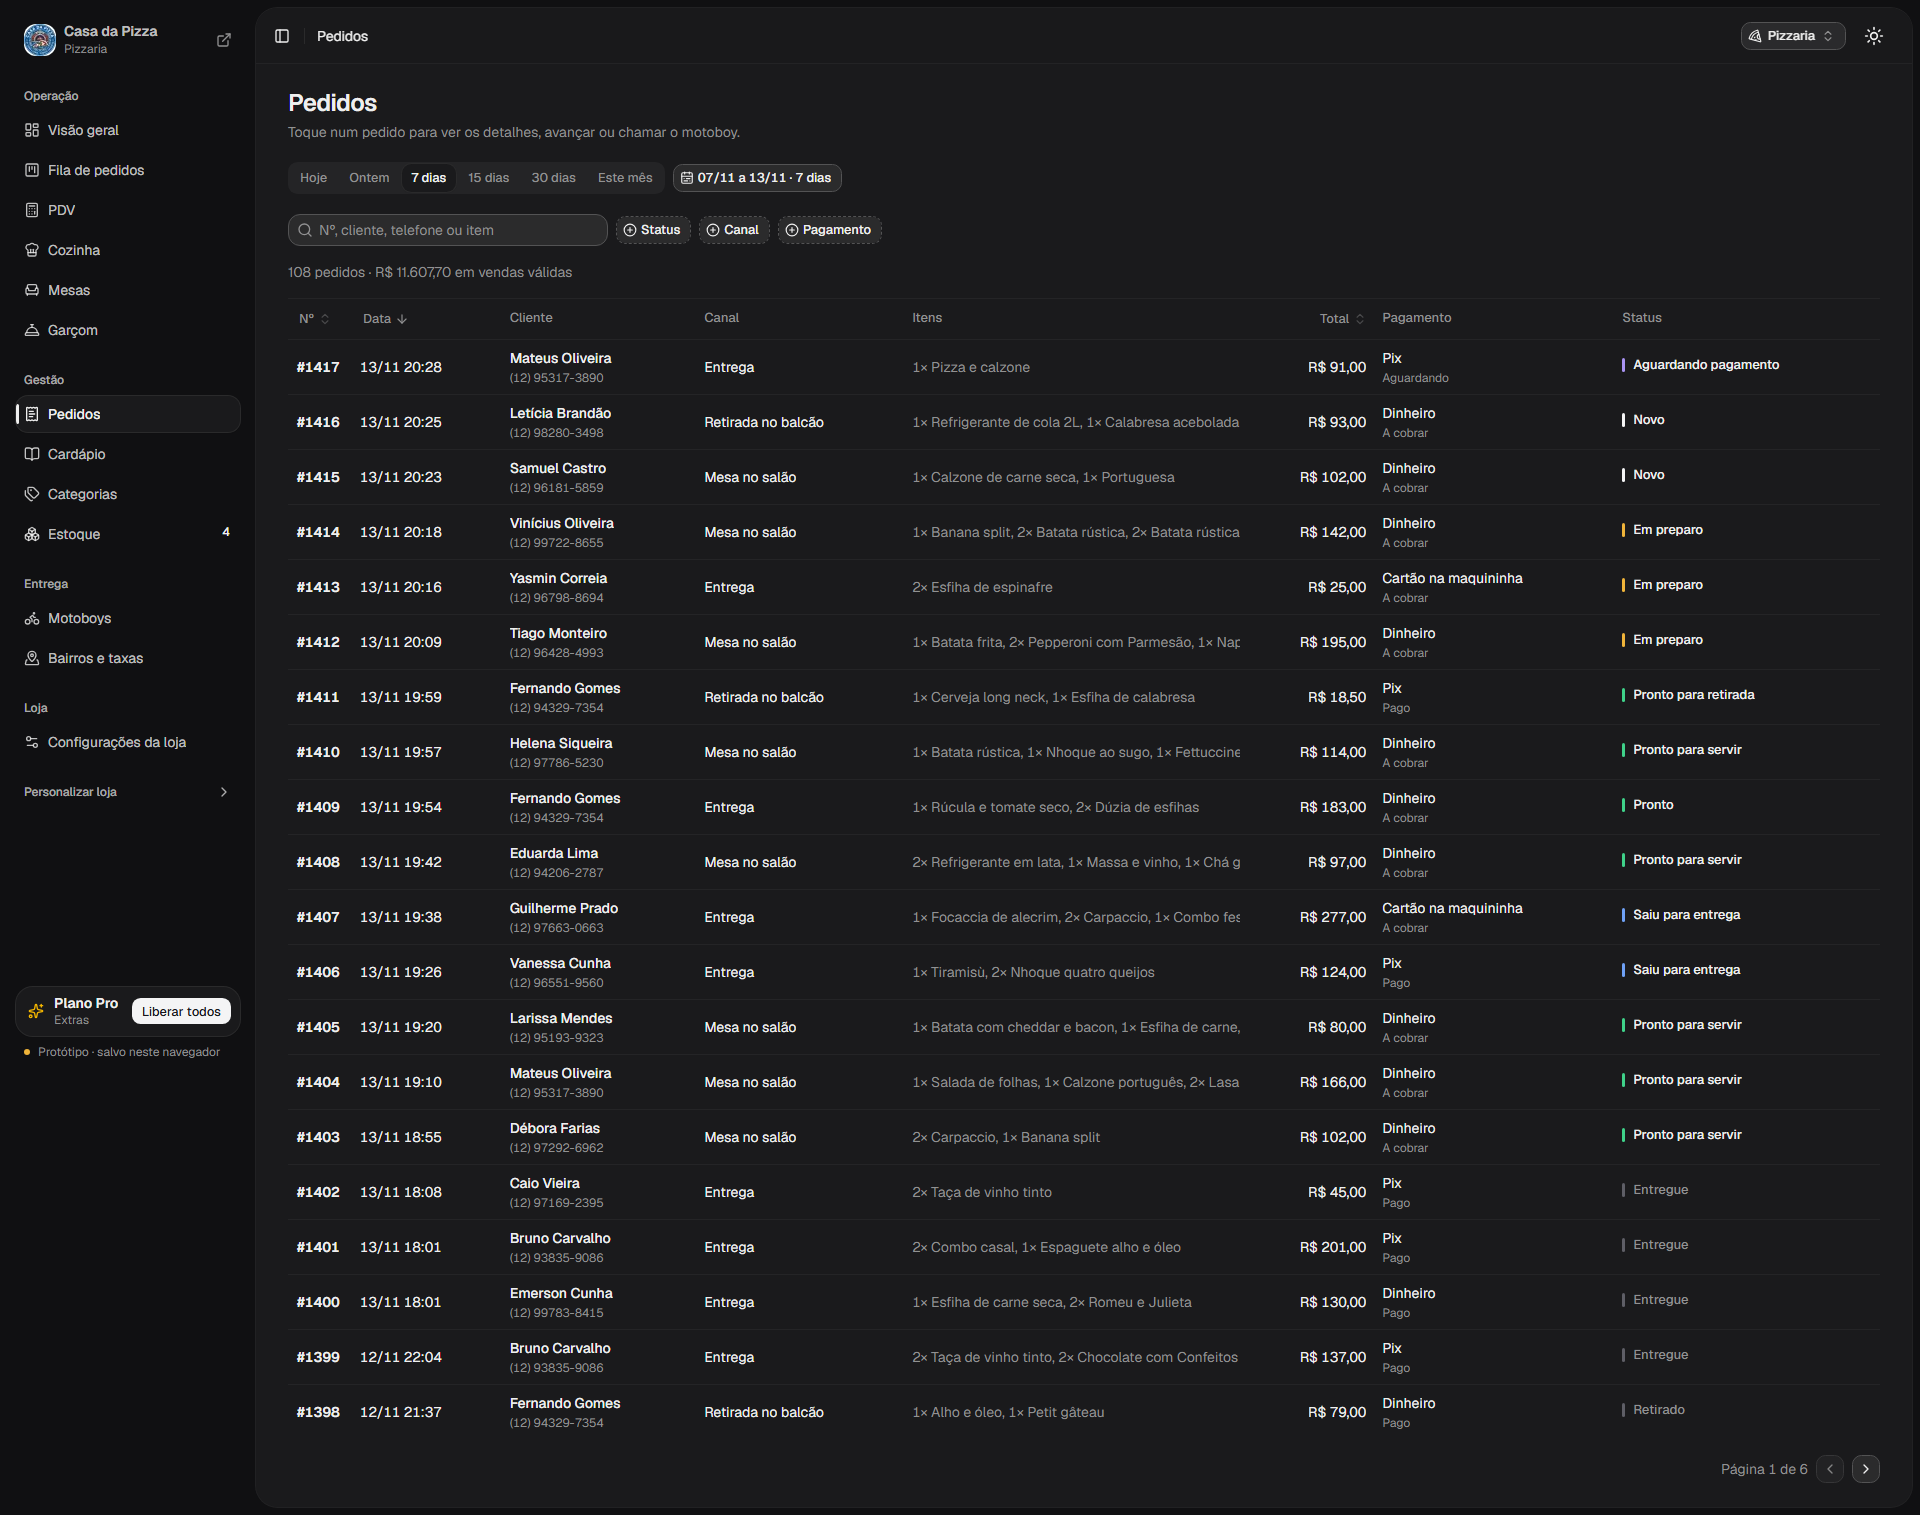 Casa da Pizza
Pizzaria
Operação
Visão geral
Fila de pedidos
PDV
Cozinha
Mesas
Garçom
Gestão
Pedidos
Cardápio
Categorias
Estoque 4
Entrega
Motoboys
Bairros e taxas
Loja
Configurações da loja
Personalizar loja
Plano Pro
Extras
Liberar todos
Protótipo · salvo neste navegador
Pedidos
Pizzaria
Pedidos
Toque num pedido para ver os detalhes, avançar ou chamar o motoboy.
Hoje Ontem 7 dias 15 dias 30 dias Este mês 07/11 a 13/11 · 7 dias
Nº, cliente, telefone ou item Status Canal Pagamento
108 pedidos · R$ 11.607,70 em vendas válidas
Nº Data Cliente Canal Itens Total Pagamento Status
#1417 13/11 20:28 Mateus Oliveira Entrega 1× Pizza e calzone R$ 91,00 Pix Aguardando pagamento
(12) 95317-3890 Aguardando
#1416 13/11 20:25 Letícia Brandão Retirada no balcão 1× Refrigerante de cola 2L, 1× Calabresa acebolada R$ 93,00 Dinheiro Novo
(12) 98280-3498 A cobrar
#1415 13/11 20:23 Samuel Castro Mesa no salão 1× Calzone de carne seca, 1× Portuguesa R$ 102,00 Dinheiro Novo
(12) 96181-5859 A cobrar
#1414 13/11 20:18 Vinícius Oliveira Mesa no salão 1× Banana split, 2× Batata rústica, 2× Batata rústica R$ 142,00 Dinheiro Em preparo
(12) 99722-8655 A cobrar
#1413 13/11 20:16 Yasmin Correia Entrega 2× Esfiha de espinafre R$ 25,00 Cartão na maquininha Em preparo
(12) 96798-8694 A cobrar
#1412 13/11 20:09 Tiago Monteiro Mesa no salão 1× Batata frita, 2× Pepperoni com Parmesão, 1× Nap R$ 195,00 Dinheiro Em preparo
(12) 96428-4993 A cobrar
#1411 13/11 19:59 Fernando Gomes Retirada no balcão 1× Cerveja long neck, 1× Esfiha de calabresa R$ 18,50 Pix Pronto para retirada
(12) 94329-7354 Pago
#1410 13/11 19:57 Helena Siqueira Mesa no salão 1× Batata rústica, 1× Nhoque ao sugo, 1× Fettuccine R$ 114,00 Dinheiro Pronto para servir
(12) 97786-5230 A cobrar
#1409 13/11 19:54 Fernando Gomes Entrega 1× Rúcula e tomate seco, 2× Dúzia de esfihas R$ 183,00 Dinheiro Pronto
(12) 94329-7354 A cobrar
#1408 13/11 19:42 Eduarda Lima Mesa no salão 2× Refrigerante em lata, 1× Massa e vinho, 1× Chá g R$ 97,00 Dinheiro Pronto para servir
(12) 94206-2787 A cobrar
#1407 13/11 19:38 Guilherme Prado Entrega 1× Focaccia de alecrim, 2× Carpaccio, 1× Combo fes R$ 277,00 Cartão na maquininha Saiu para entrega
(12) 97663-0663 A cobrar
#1406 13/11 19:26 Vanessa Cunha Entrega 1× Tiramisù, 2× Nhoque quatro queijos R$ 124,00 Pix Saiu para entrega
(12) 96551-9560 Pago
#1405 13/11 19:20 Larissa Mendes Mesa no salão 1× Batata com cheddar e bacon, 1× Esfiha de carne, R$ 80,00 Dinheiro Pronto para servir
(12) 95193-9323 A cobrar
#1404 13/11 19:10 Mateus Oliveira Mesa no salão 1× Salada de folhas, 1× Calzone português, 2× Lasa R$ 166,00 Dinheiro Pronto para servir
(12) 95317-3890 A cobrar
#1403 13/11 18:55 Débora Farias Mesa no salão 2× Carpaccio, 1× Banana split R$ 102,00 Dinheiro Pronto para servir
(12) 97292-6962 A cobrar
#1402 13/11 18:08 Caio Vieira Entrega 2× Taça de vinho tinto R$ 45,00 Pix Entregue
(12) 97169-2395 Pago
#1401 13/11 18:01 Bruno Carvalho Entrega 2× Combo casal, 1× Espaguete alho e óleo R$ 201,00 Pix Entregue
(12) 93835-9086 Pago
#1400 13/11 18:01 Emerson Cunha Entrega 1× Esfiha de carne seca, 2× Romeu e Julieta R$ 130,00 Dinheiro Entregue
(12) 99783-8415 Pago
#1399 12/11 22:04 Bruno Carvalho Entrega 2× Taça de vinho tinto, 2× Chocolate com Confeitos R$ 137,00 Pix Entregue
(12) 93835-9086 Pago
#1398 12/11 21:37 Fernando Gomes Retirada no balcão 1× Alho e óleo, 1× Petit gâteau R$ 79,00 Dinheiro Retirado
(12) 94329-7354 Pago
Página 1 de 6